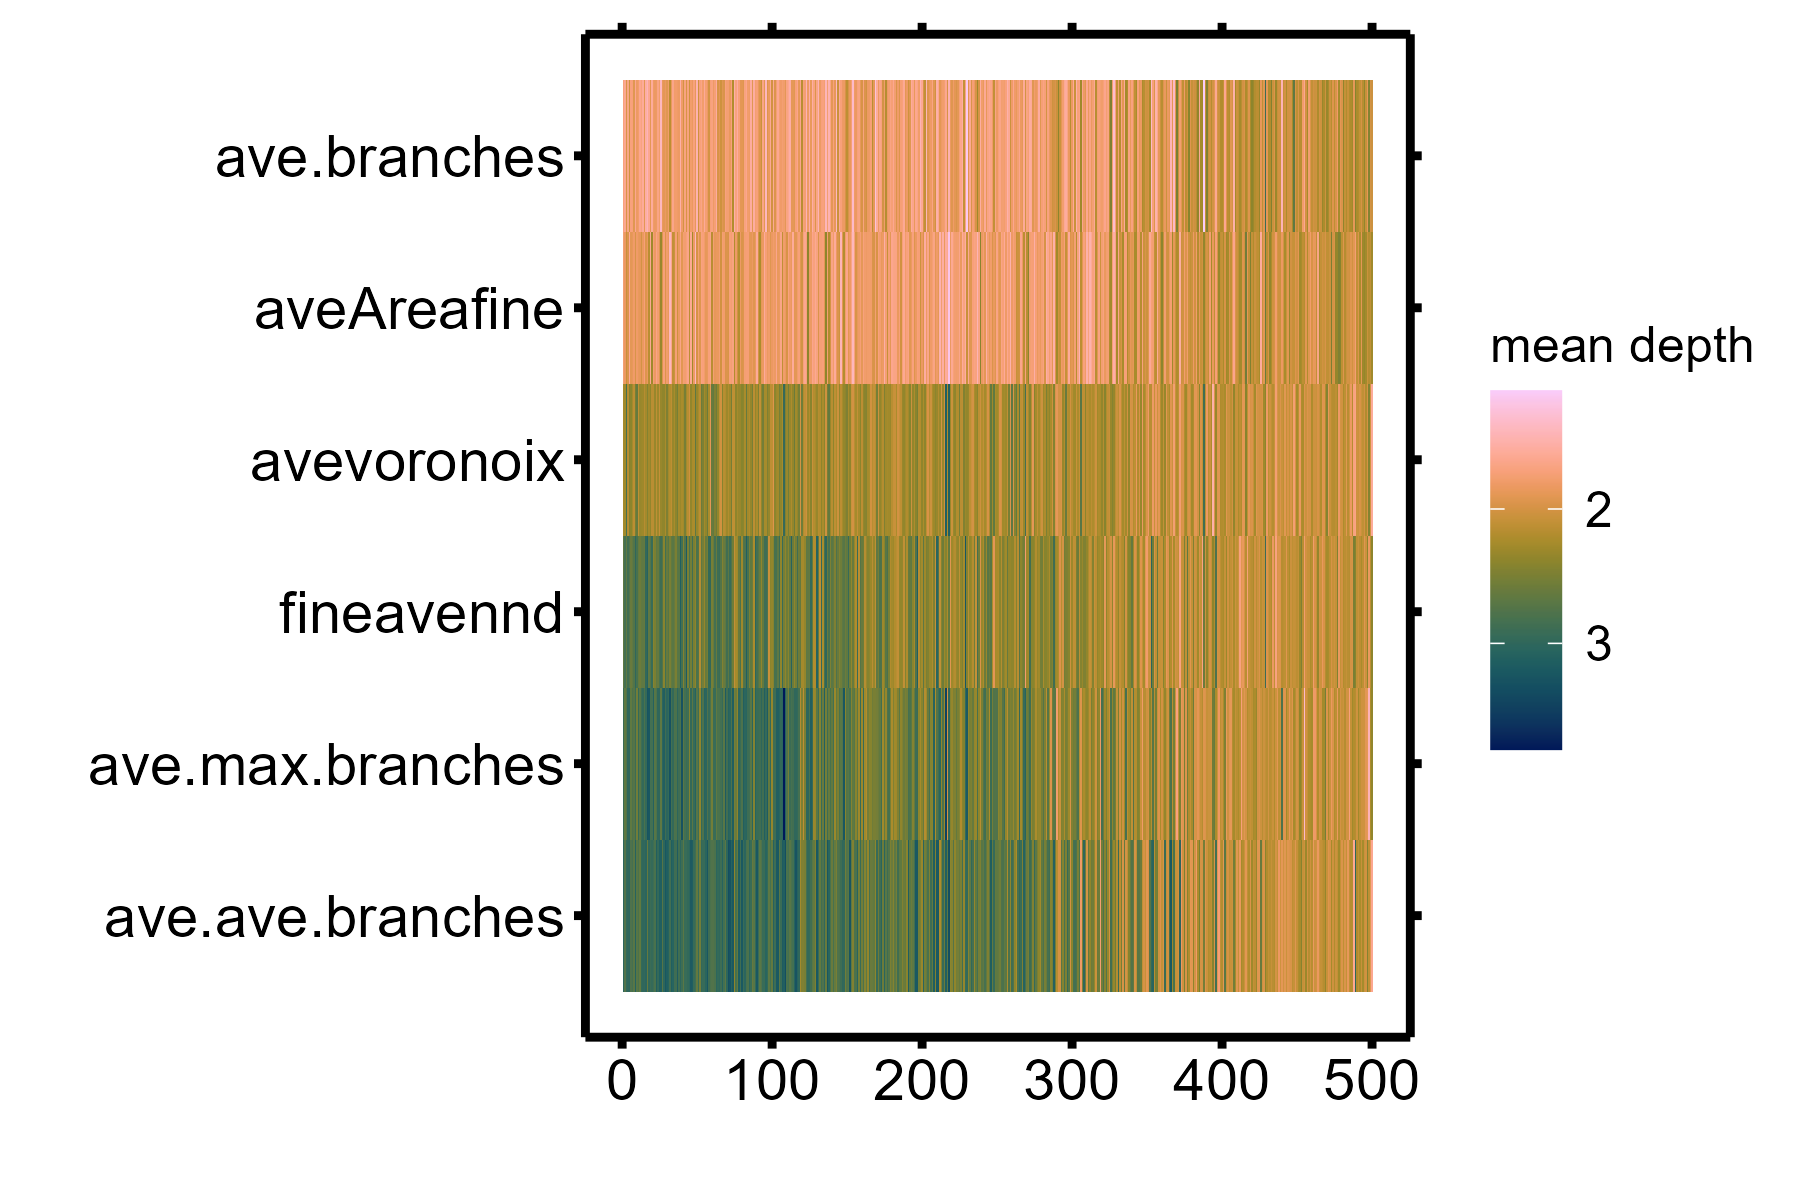 ave.branches
aveAreafine
avevoronoix
fineavennd
ave.max.branches
ave.ave.branches
0 100 200 300 400 500
mean depth
2
3